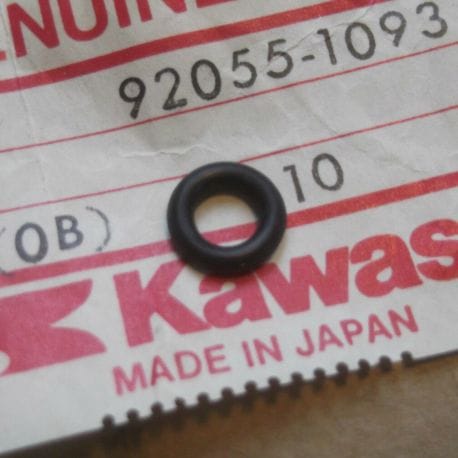 92055-1093
10
(OB)
Kawas
MADE IN JAPAN